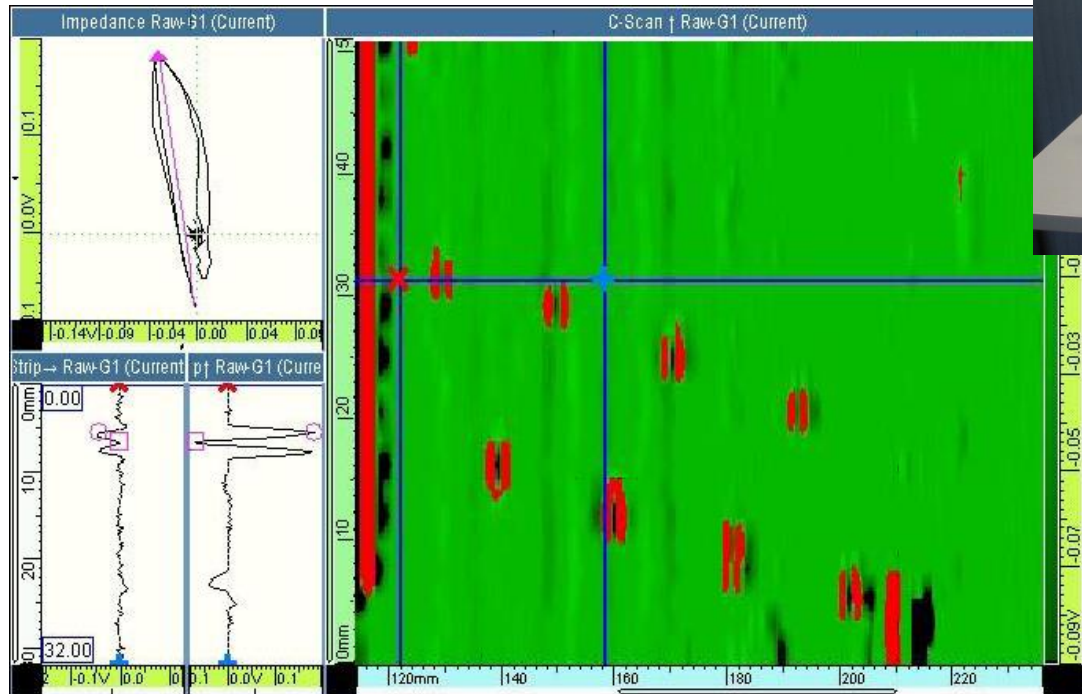 Impedance Raw-G1 (Current)
C-Scan † Raw-G1 (Current)
|0.1
|0.0V
0.1
|-0.14V
|-0.09
|-0.04
|0.00
|0.04
Strip→ Raw-G1 (Current
p† Raw-G1 (Curre
0mm
0.00
10|
20|
32.00
|-0.1V
|0.0
|0.1
|0.0V
0.1
|40
|30
|20
|10
|0mm
|120mm
|140
|160
|180
|200
|220
|-0.03
|-0.05
|-0.07
|-0.09V